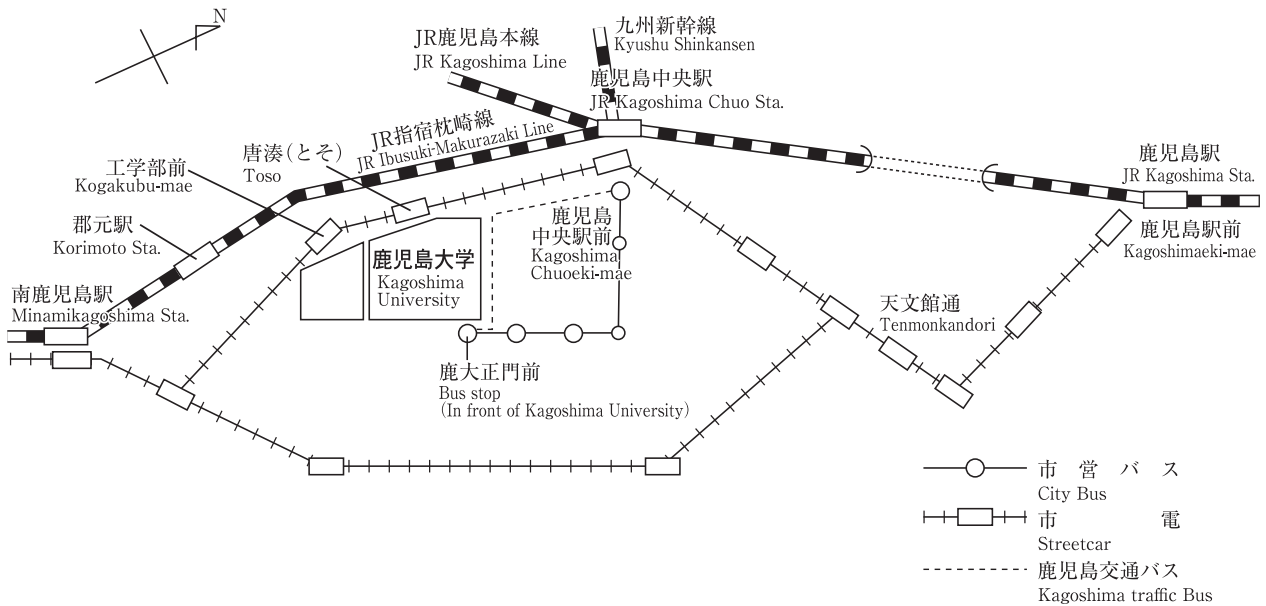 N
九州新幹線
Kyushu Shinkansen
JR鹿児島本線
JR Kagoshima Line
鹿児島中央駅
JR Kagoshima Chuo Sta.
JR指宿枕崎線
JR Ibusuki-Makurazaki Line
唐湊(とそ)
Toso
工学部前
Kogakubu-mae
郡元駅
Korimoto Sta.
南鹿児島駅
Minamikagoshima Sta.
鹿児島大学
Kagoshima
University
鹿児島
中央駅前
Kagoshima
Chuoeki-mae
鹿児島駅
JR Kagoshima Sta.
鹿児島駅前
Kagoshimaeki-mae
天文館通
Tenmonkandori
鹿大正門前
Bus stop
(In front of Kagoshima University)
市営バス
City Bus
市電
Streetcar
鹿児島交通バス
Kagoshima traffic Bus